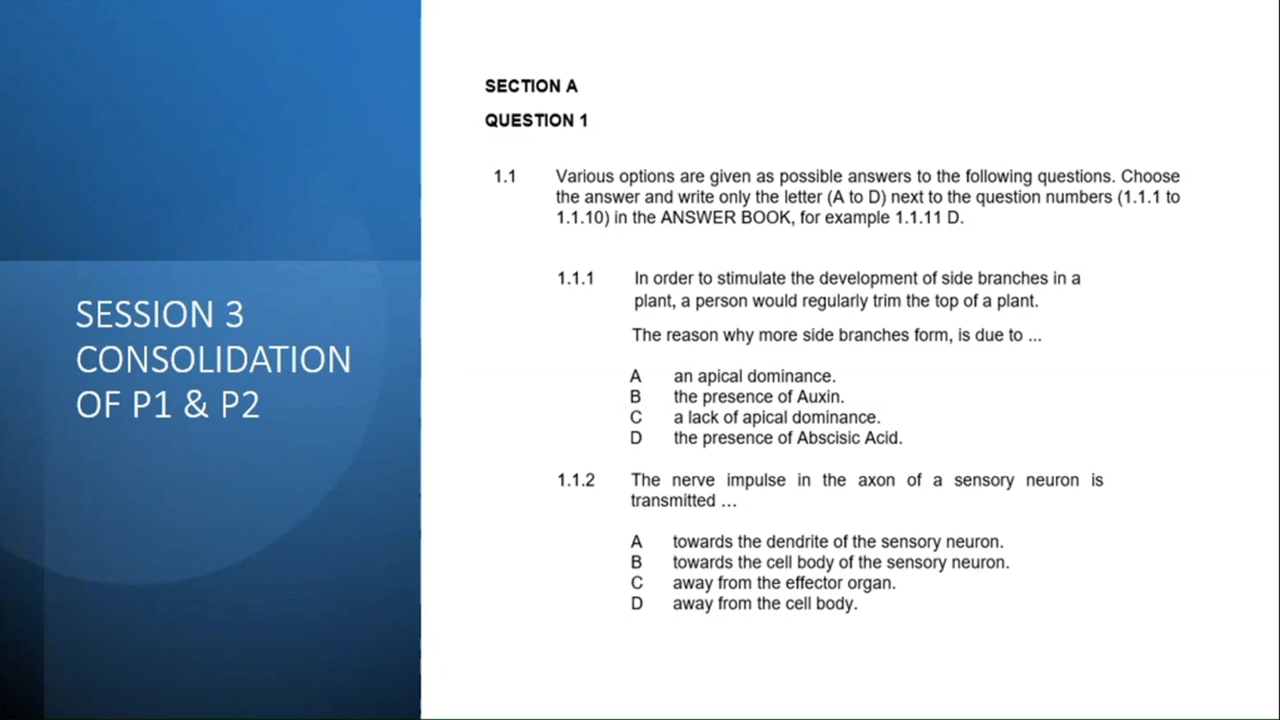 SESSION 3
CONSOLIDATION
OF P1 & P2
SECTION A
QUESTION 1
1.1 Various options are given as possible answers to the following questions. Choose
the answer and write only the letter (A to D) next to the question numbers (1.1.1 to
1.1.10) in the ANSWER BOOK, for example 1.1.11 D.
1.1.1 In order to stimulate the development of side branches in a
plant, a person would regularly trim the top of a plant.
The reason why more side branches form, is due to ...
A an apical dominance.
B the presence of Auxin.
C a lack of apical dominance.
D the presence of Abscisic Acid.
1.1.2 The nerve impulse in the axon of a sensory neuron is
transmitted ...
A towards the dendrite of the sensory neuron.
B towards the cell body of the sensory neuron.
C away from the effector organ.
D away from the cell body.